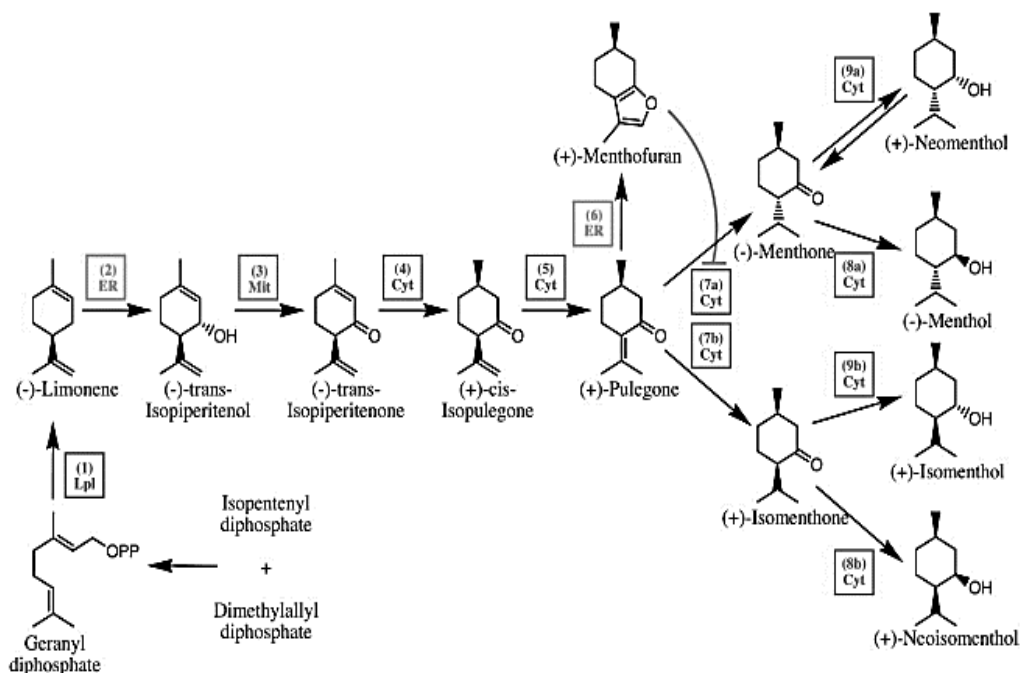 (+)-Menthofuran
(9a)
Cyt
OH
(+)-Neomenthol
O
(6)
ER
O
(-)-Menthone
(8a)
Cyt
OH
(-)-Menthol
(2)
ER
(3)
Mit
(4)
Cyt
(5)
Cyt
(7a)
Cyt
(7b)
Cyt
OH
O
O
O
(-)-Limonene
(-)-trans-
Isopiperitenol
(-)-trans-
Isopiperitenone
(+)-cis-
Isopulegone
(+)-Pulegone
(9b)
Cyt
OH
(+)-Isomenthol
O
(+)-Isomenthone
(8b)
Cyt
OH
(+)-Neoisomenthol
(1)
Lpl
OPP
Geranyl
diphosphate
Isopentenyl
diphosphate
+
Dimethylallyl
diphosphate